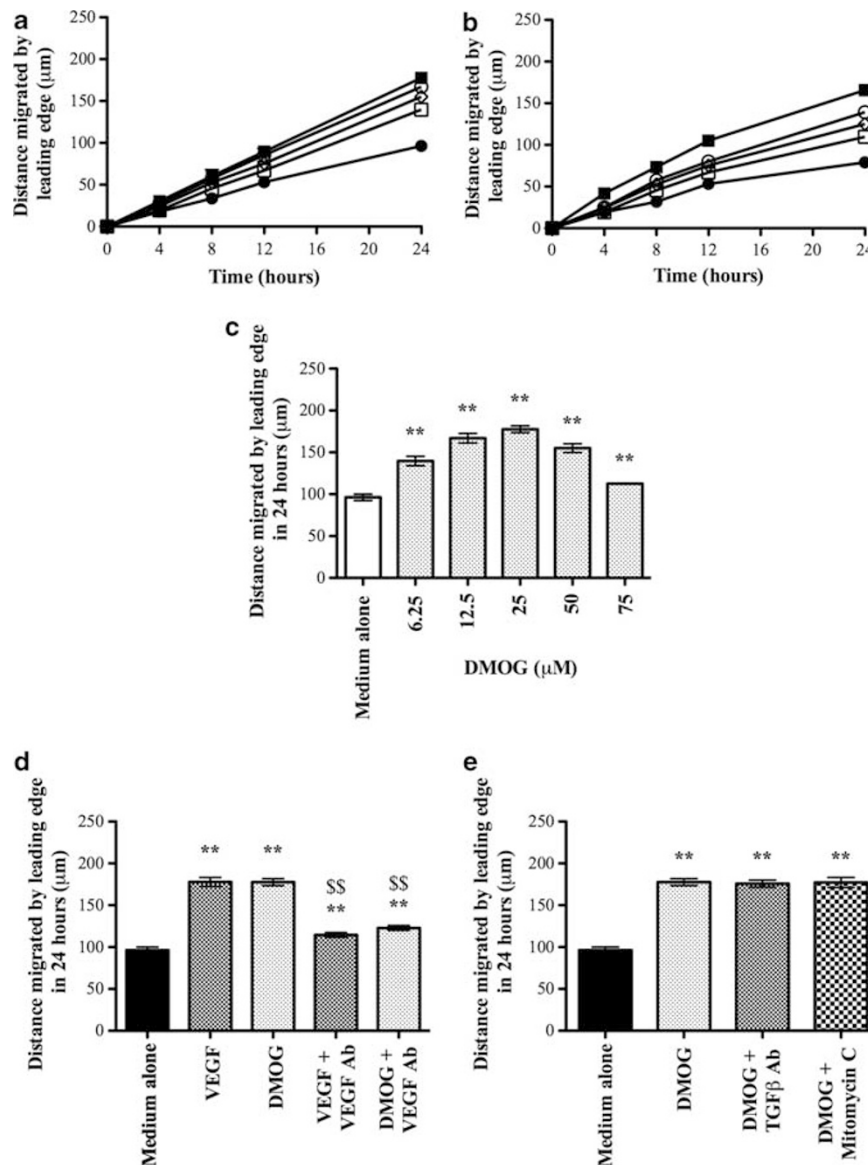 a
Distance migrated by
leading edge (μm)
250
200
150
100
50
0
0 4 8 12 16 20 24
Time (hours)
b
Distance migrated by
leading edge (μm)
250
200
150
100
50
0
0 4 8 12 16 20 24
Time (hours)
c
Distance migrated by leading edge
in 24 hours (μm)
250
200
150
100
50
0
**
**
**
**
**
Medium alone
6.25
12.5
25
50
75
DMOG (μM)
d
Distance migrated by leading edge
in 24 hours (μm)
250
200
150
100
50
0
**
**
$$
**
$$
**
Medium alone
VEGF
DMOG
VEGF +
VEGF Ab
DMOG +
VEGF Ab
e
Distance migrated by leading edge
in 24 hours (μm)
250
200
150
100
50
0
**
**
**
Medium alone
DMOG
DMOG +
TGFβ Ab
DMOG +
Mitomycin C